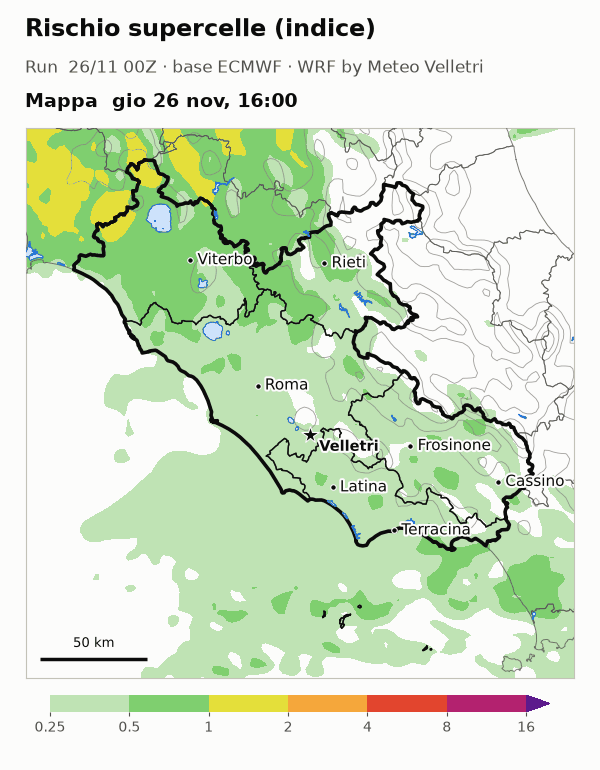 Rischio supercelle (indice)
Run 26/11 00Z · base ECMWF · WRF by Meteo Velletri
Mappa gio 26 nov, 16:00
Viterbo
Rieti
Roma
Velletri
Frosinone
Cassino
Latina
Terracina
50 km
0.25 0.5 1 2 4 8 16